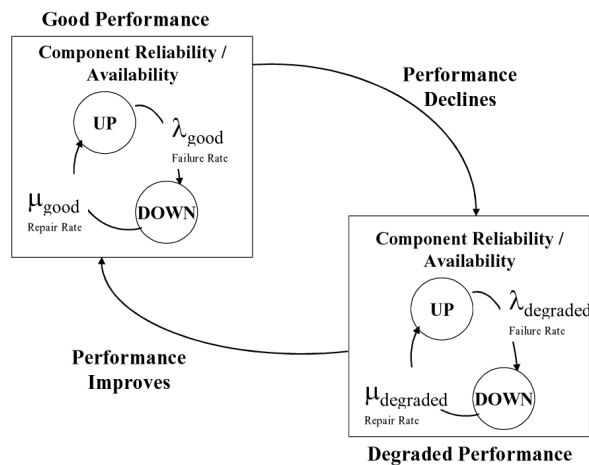 Good Performance
Component Reliability /
Availability
UP
λgood
Failure Rate
μgood
Repair Rate
DOWN
Performance
Declines
Component Reliability /
Availability
UP
λdegraded
Failure Rate
μdegraded
Repair Rate
DOWN
Performance
Improves
Degraded Performance